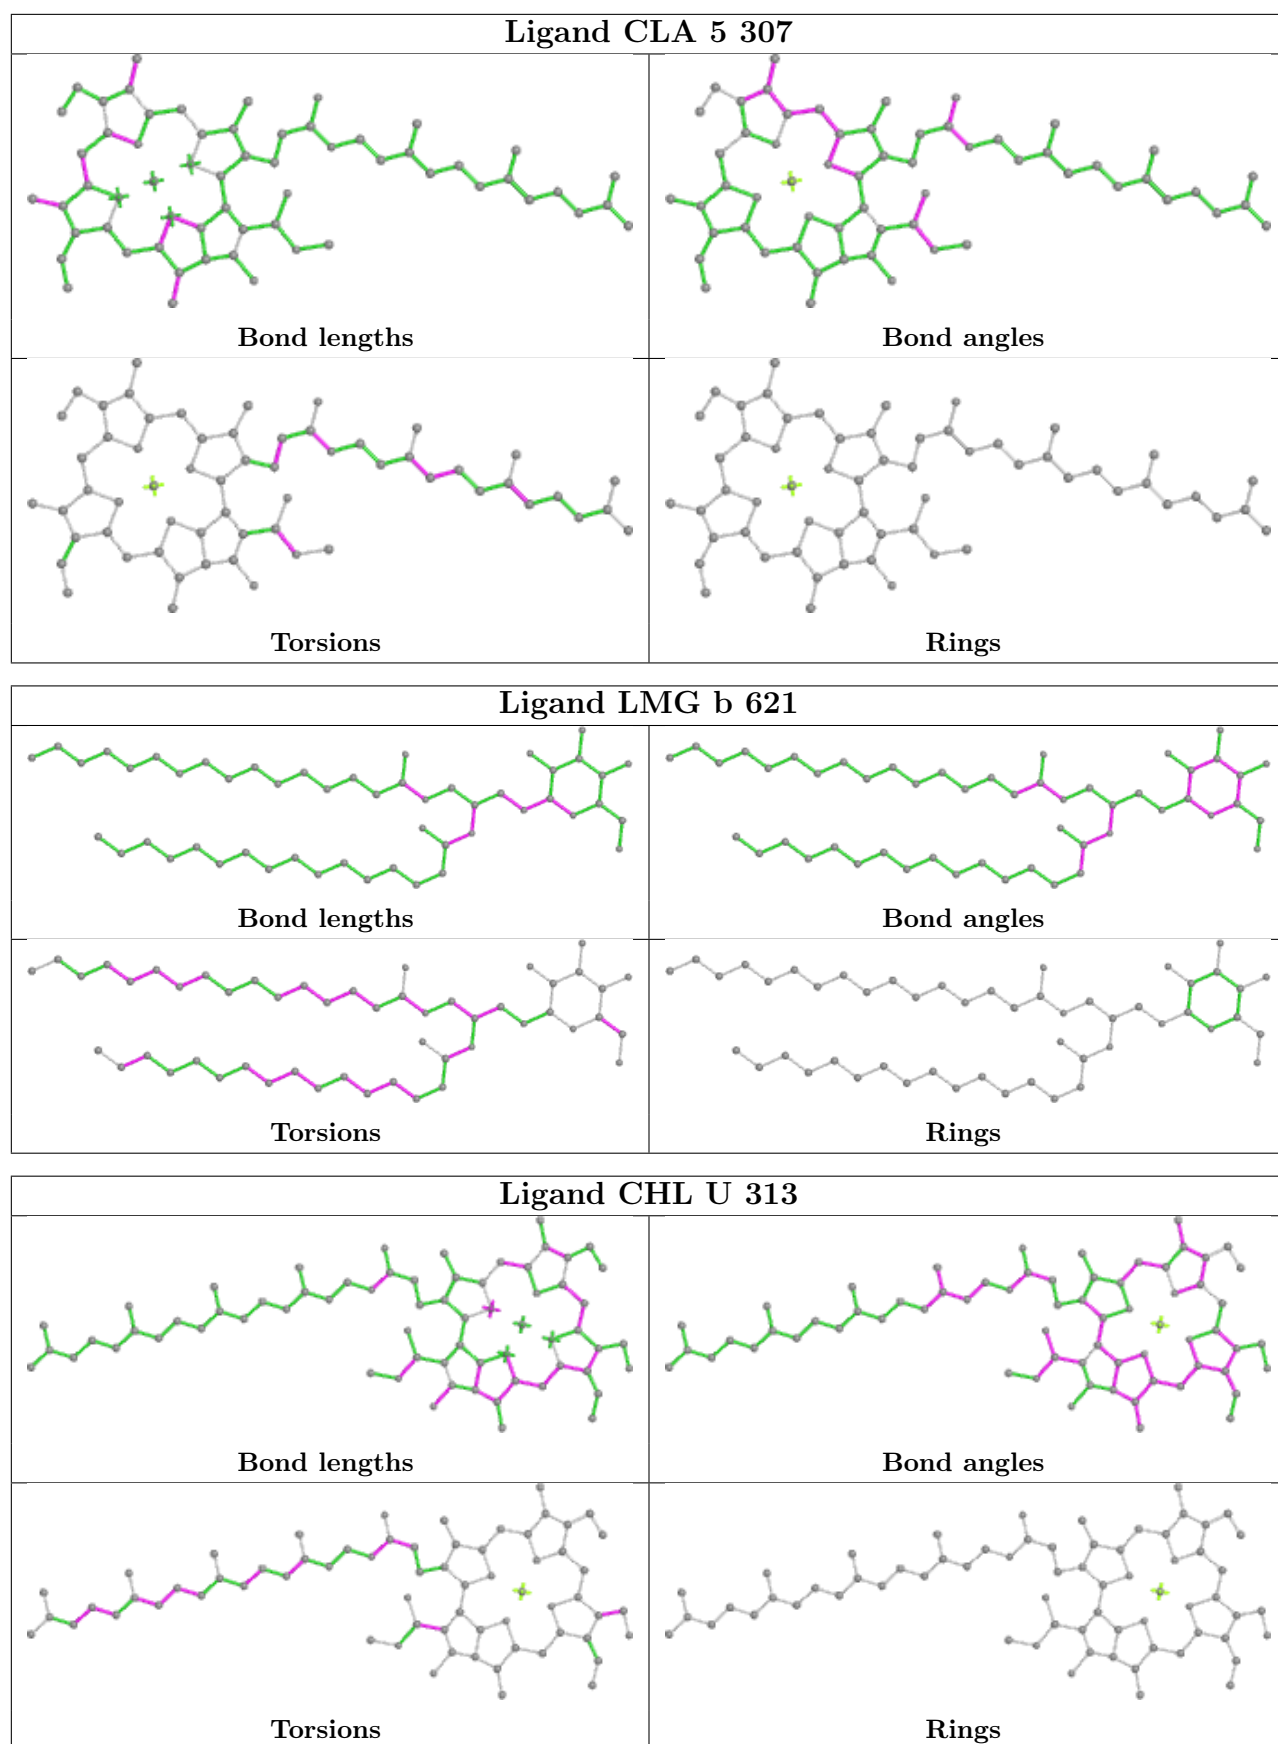 Ligand CLA 5 307
Bond lengths
Bond angles
Torsions
Rings
Ligand LMG b 621
Bond lengths
Bond angles
Torsions
Rings
Ligand CHL U 313
Bond lengths
Bond angles
Torsions
Rings